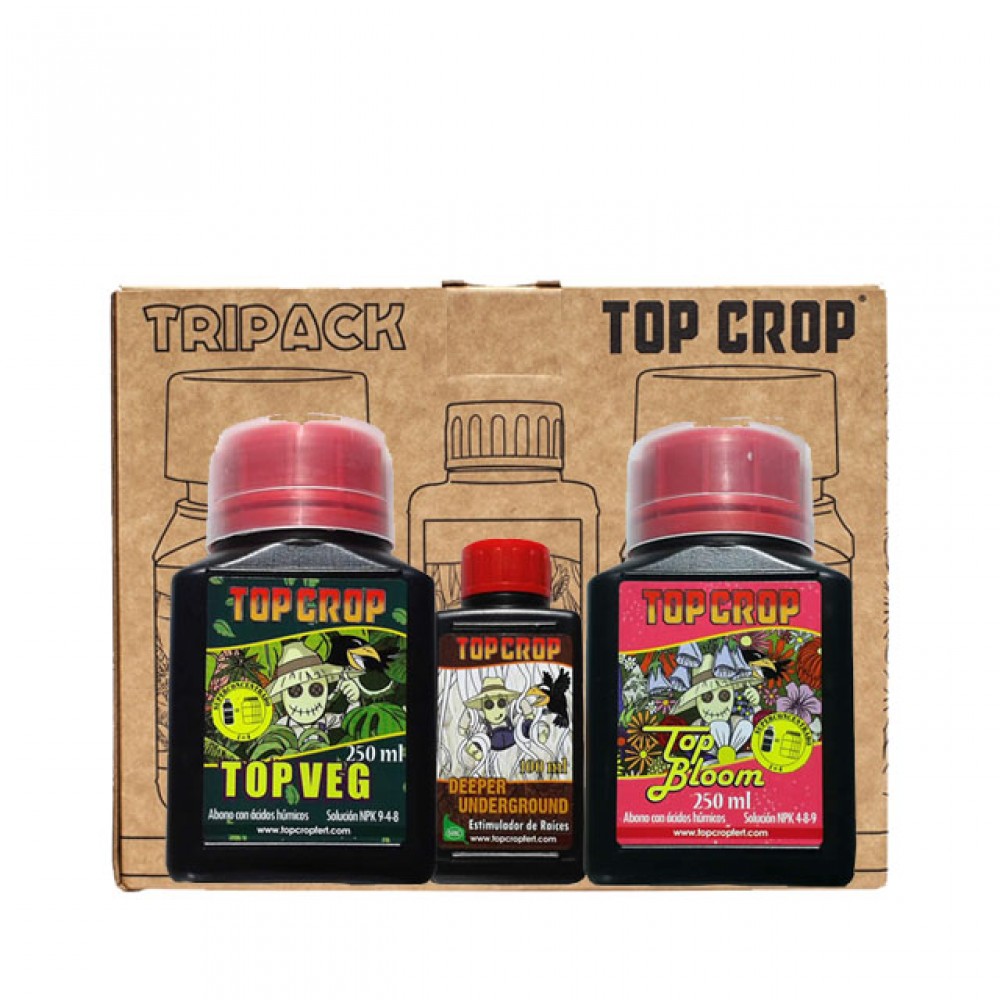 TRIPACK
TOP CROP®
TOP CROP
SUPERCONCENTRADO
250 ml
TOP VEG
Abono con ácidos húmicos Solución NPK 9-4-8
www.topcropfert.com
TOP CROP
100 ml
DEEPER
UNDERGROUND
Estimulador de Raíces
www.topcropfert.com
TOP CROP
SUPERCONCENTRADO
Top
Bloom
250 ml
Abono con ácidos húmicos Solución NPK 4-8-9
www.topcropfert.com